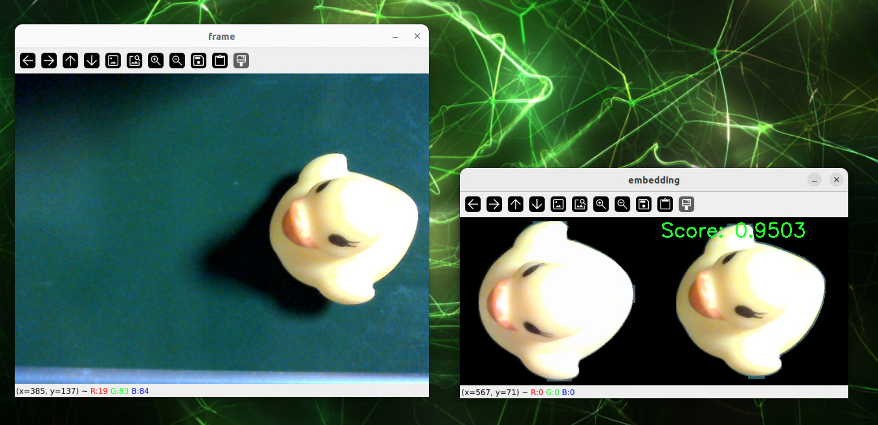 frame
(x=385, y=137) ~ R:19 G:83 B:84
embedding
Score: 0.9503
(x=567, y=71) ~ R:0 G:0 B:0